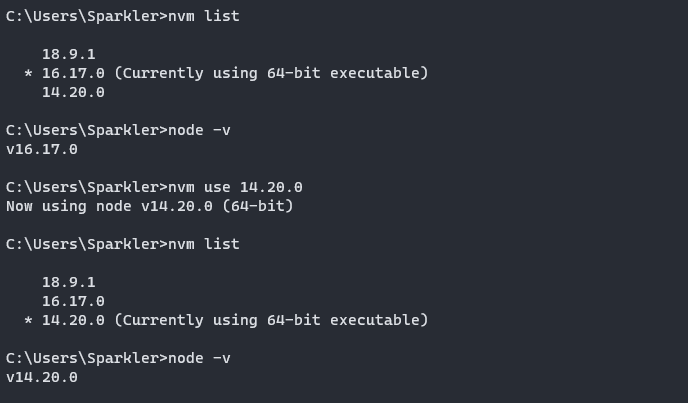 C:\Users\Sparkler>nvm list
18.9.1
* 16.17.0 (Currently using 64-bit executable)
14.20.0
C:\Users\Sparkler>node -v
v16.17.0
C:\Users\Sparkler>nvm use 14.20.0
Now using node v14.20.0 (64-bit)
C:\Users\Sparkler>nvm list
18.9.1
16.17.0
* 14.20.0 (Currently using 64-bit executable)
C:\Users\Sparkler>node -v
v14.20.0